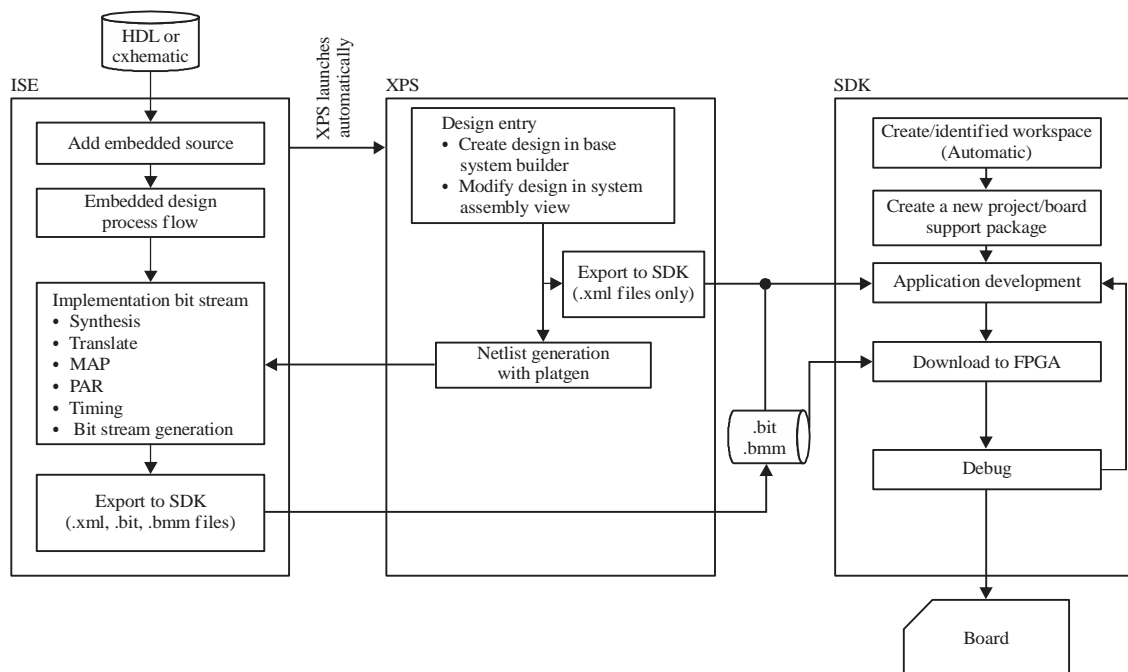 HDL or
cxhematic
ISE
Add embedded source
Embedded design
process flow
Implementation bit stream
• Synthesis
• Translate
• MAP
• PAR
• Timing
• Bit stream generation
Export to SDK
(.xml, .bit, .bmm files)
XPS launches
automatically
XPS
Design entry
• Create design in base
system builder
• Modify design in system
assembly view
Export to SDK
(.xml files only)
Netlist generation
with platgen
.bit
.bmm
SDK
Create/identified workspace
(Automatic)
Create a new project/board
support package
Application development
Download to FPGA
Debug
Board